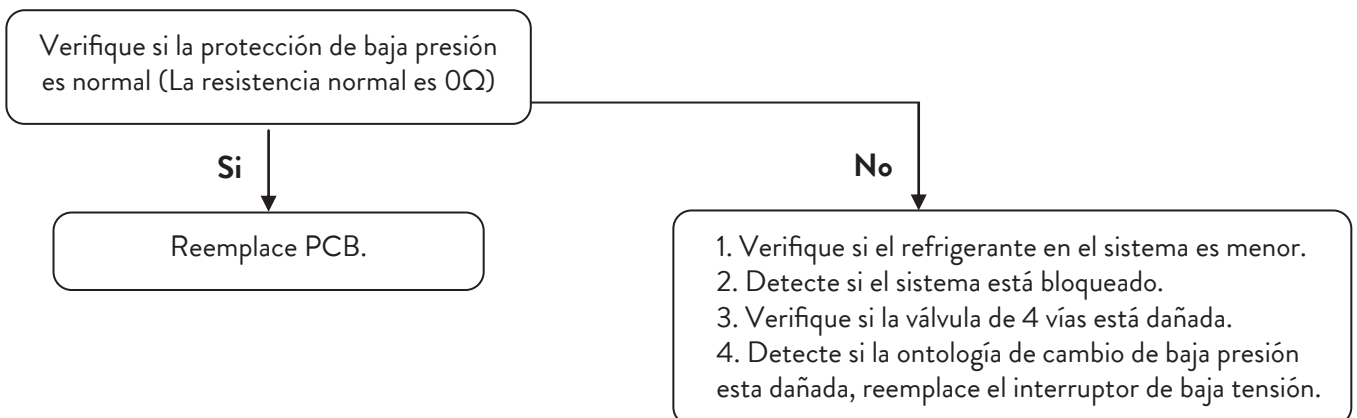 Verifique si la protección de baja presión
es normal (La resistencia normal es 0Ω)
Si
No
Reemplace PCB.
1. Verifique si el refrigerante en el sistema es menor.
2. Detecte si el sistema está bloqueado.
3. Verifique si la válvula de 4 vías está dañada.
4. Detecte si la ontología de cambio de baja presión
esta dañada, reemplace el interruptor de baja tensión.